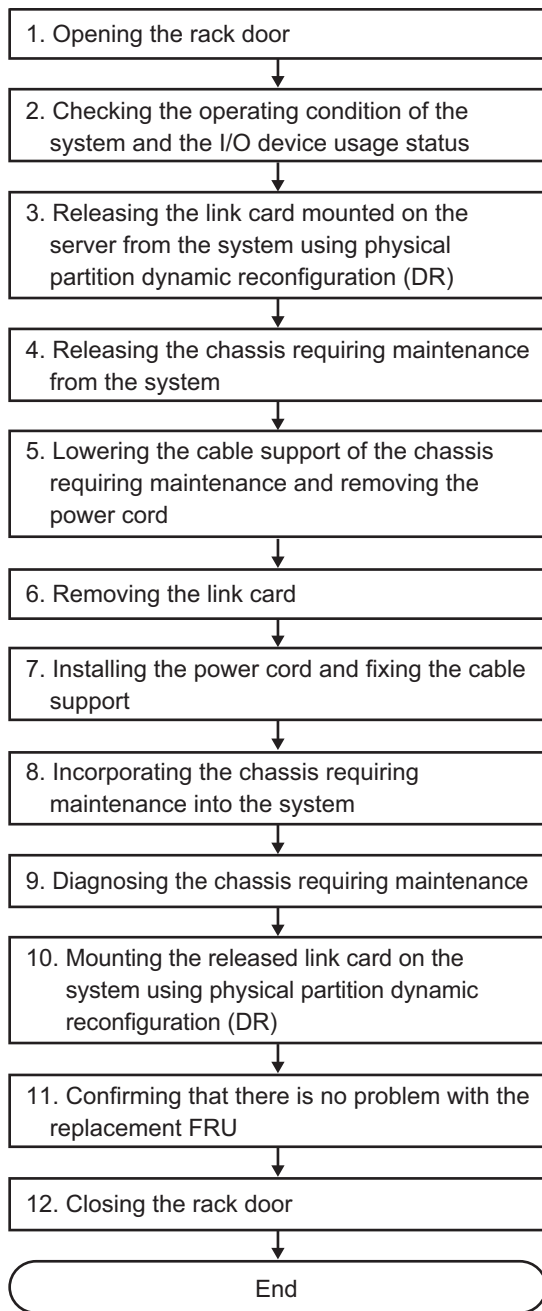 1. Opening the rack door
2. Checking the operating condition of the
system and the I/O device usage status
3. Releasing the link card mounted on the
server from the system using physical
partition dynamic reconfiguration (DR)
4. Releasing the chassis requiring maintenance
from the system
5. Lowering the cable support of the chassis
requiring maintenance and removing the
power cord
6. Removing the link card
7. Installing the power cord and fixing the cable
support
8. Incorporating the chassis requiring
maintenance into the system
9. Diagnosing the chassis requiring maintenance
10. Mounting the released link card on the
system using physical partition dynamic
reconfiguration (DR)
11. Confirming that there is no problem with the
replacement FRU
12. Closing the rack door
End